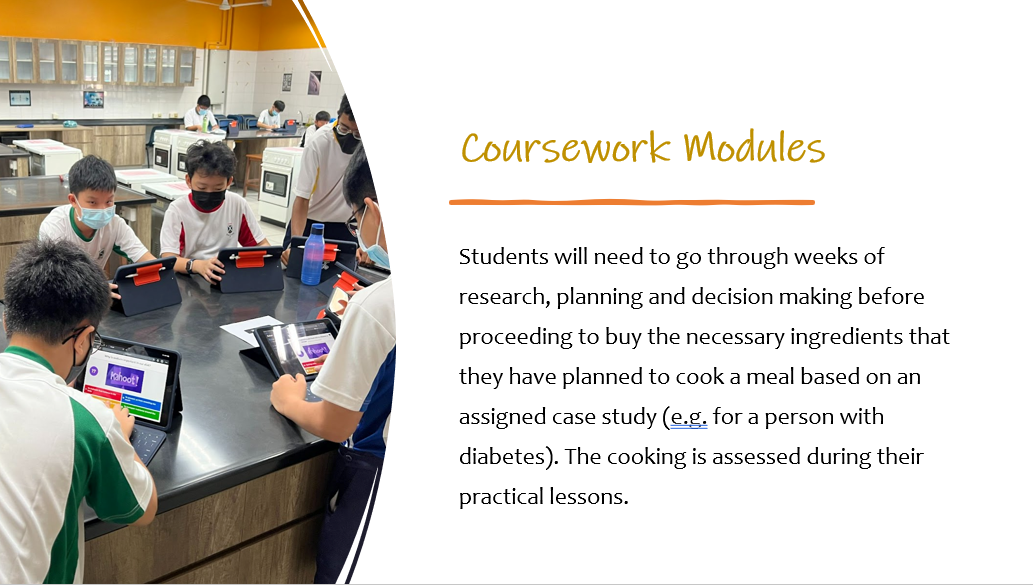 Coursework Modules
Students will need to go through weeks of
research, planning and decision making before
proceeding to buy the necessary ingredients that
they have planned to cook a meal based on an
assigned case study (e.g. for a person with
diabetes). The cooking is assessed during their
practical lessons.
Kahoot!